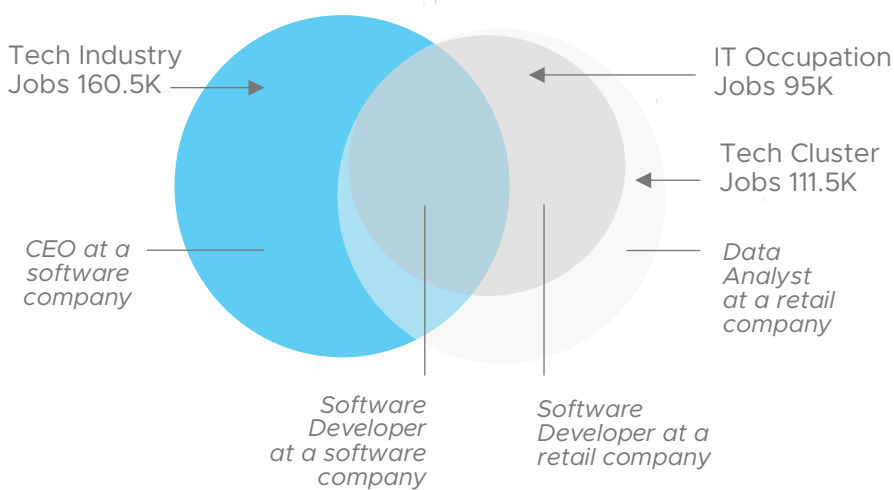 Tech Industry
Jobs 160.5K
IT Occupation
Jobs 95K
Tech Cluster
Jobs 111.5K
CEO at a
software
company
Data
Analyst
at a retail
company
Software
Developer
at a software
company
Software
Developer at a
retail company